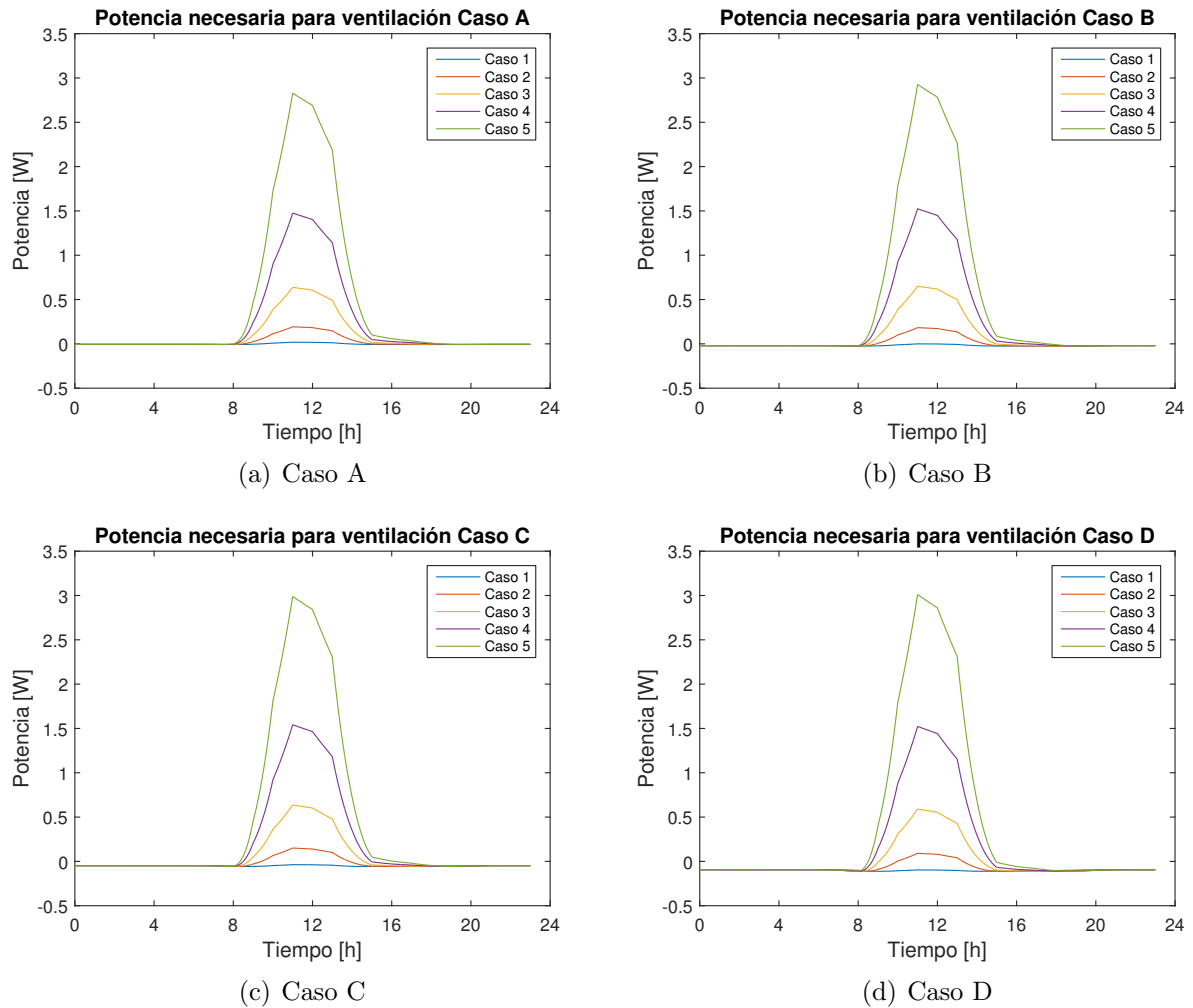 Potencia necesaria para ventilación Caso A
3.5
3
2.5
2
1.5
1
0.5
0
-0.5
Potencia [W]
Caso 1
Caso 2
Caso 3
Caso 4
Caso 5
0 4 8 12 16 20 24
Tiempo [h]
(a) Caso A
Potencia necesaria para ventilación Caso B
3.5
3
2.5
2
1.5
1
0.5
0
-0.5
Potencia [W]
Caso 1
Caso 2
Caso 3
Caso 4
Caso 5
0 4 8 12 16 20 24
Tiempo [h]
(b) Caso B
Potencia necesaria para ventilación Caso C
3.5
3
2.5
2
1.5
1
0.5
0
-0.5
Potencia [W]
Caso 1
Caso 2
Caso 3
Caso 4
Caso 5
0 4 8 12 16 20 24
Tiempo [h]
(c) Caso C
Potencia necesaria para ventilación Caso D
3.5
3
2.5
2
1.5
1
0.5
0
-0.5
Potencia [W]
Caso 1
Caso 2
Caso 3
Caso 4
Caso 5
0 4 8 12 16 20 24
Tiempo [h]
(d) Caso D